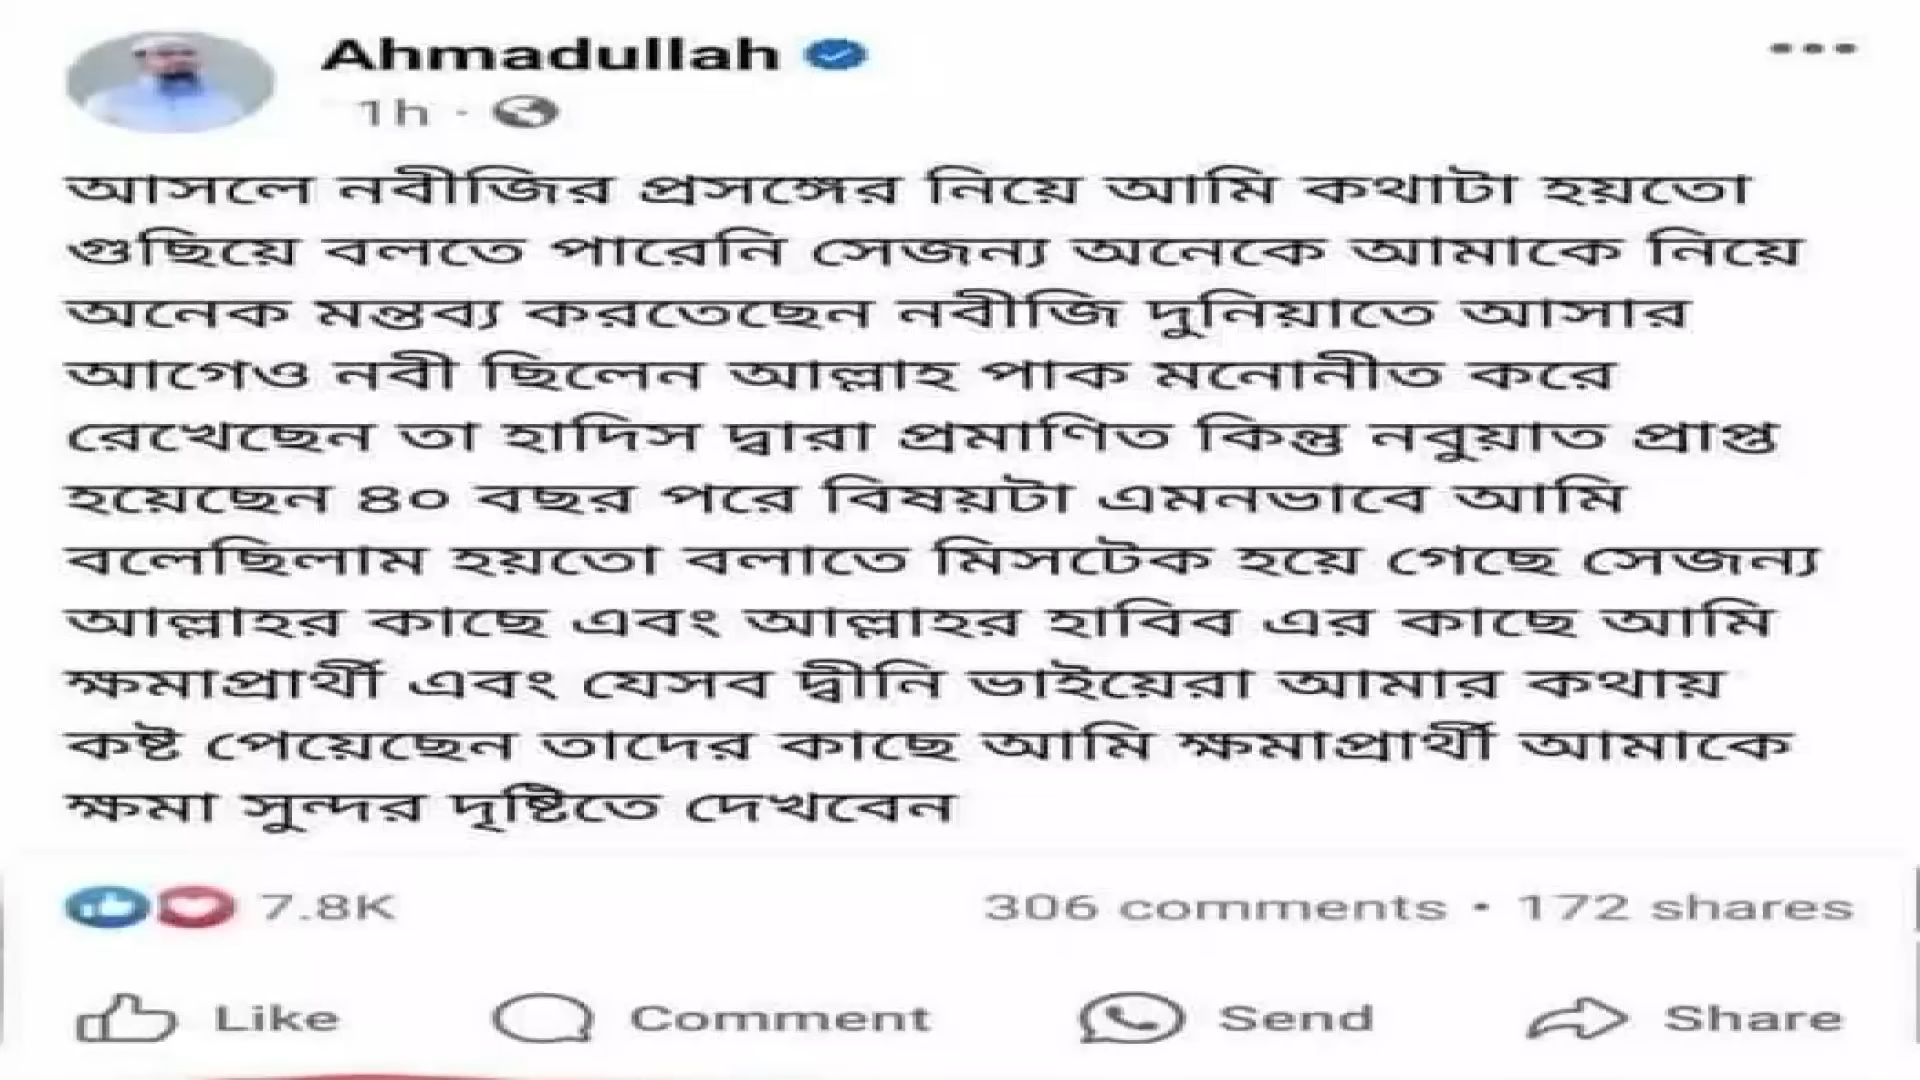 Ahmadullah
1h ·
আসলে নবীজির প্রসঙ্গের নিয়ে আমি কথাটা হয়তো
গুছিয়ে বলতে পারেনি সেজন্য অনেকে আমাকে নিয়ে
অনেক মন্তব্য করতেছেন নবীজি দুনিয়াতে আসার
আগেও নবী ছিলেন আল্লাহ পাক মনোনীত করে
রেখেছেন তা হাদিস দ্বারা প্রমাণিত কিন্তু নবুয়াত প্রাপ্ত
হয়েছেন ৪০ বছর পরে বিষয়টা এমনভাবে আমি
বলেছিলাম হয়তো বলাতে মিসটেক হয়ে গেছে সেজন্য
আল্লাহর কাছে এবং আল্লাহর হাবিব এর কাছে আমি
ক্ষমাপ্রার্থী এবং যেসব দ্বীনি ভাইয়েরা আমার কথায়
কষ্ট পেয়েছেন তাদের কাছে আমি ক্ষমাপ্রার্থী আমাকে
ক্ষমা সুন্দর দৃষ্টিতে দেখবেন
7.8K 306 comments • 172 shares
Like Comment Send Share